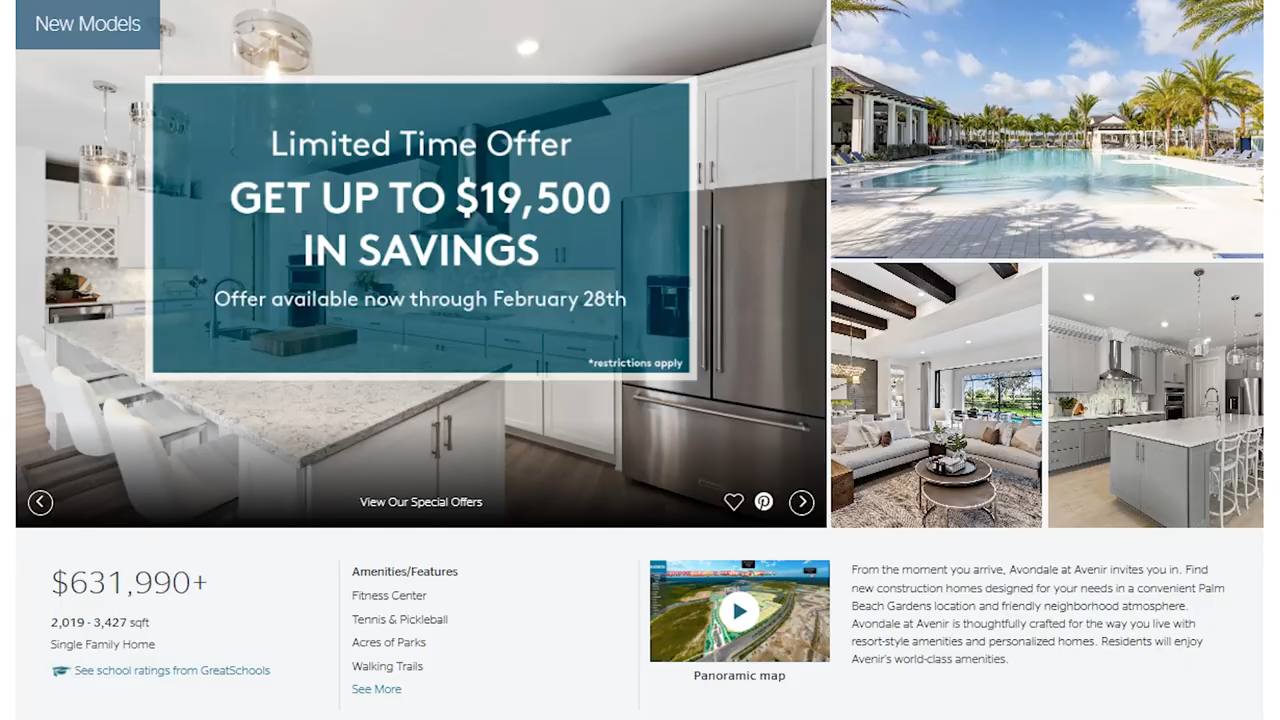 New Models
Limited Time Offer
GET UP TO $19,500
IN SAVINGS
Offer available now through February 28th
*restrictions apply
View Our Special Offers
$631,990+
2,019 - 3,427 sqft
Single Family Home
See school ratings from GreatSchools
Amenities/Features
Fitness Center
Tennis & Pickleball
Acres of Parks
Walking Trails
See More
Panoramic map
From the moment you arrive, Avondale at Avenir invites you in. Find
new construction homes designed for your needs in a convenient Palm
Beach Gardens location and friendly neighborhood atmosphere.
Avondale at Avenir is thoughtfully crafted for the way you live with
resort-style amenities and personalized homes. Residents will enjoy
Avenir's world-class amenities.